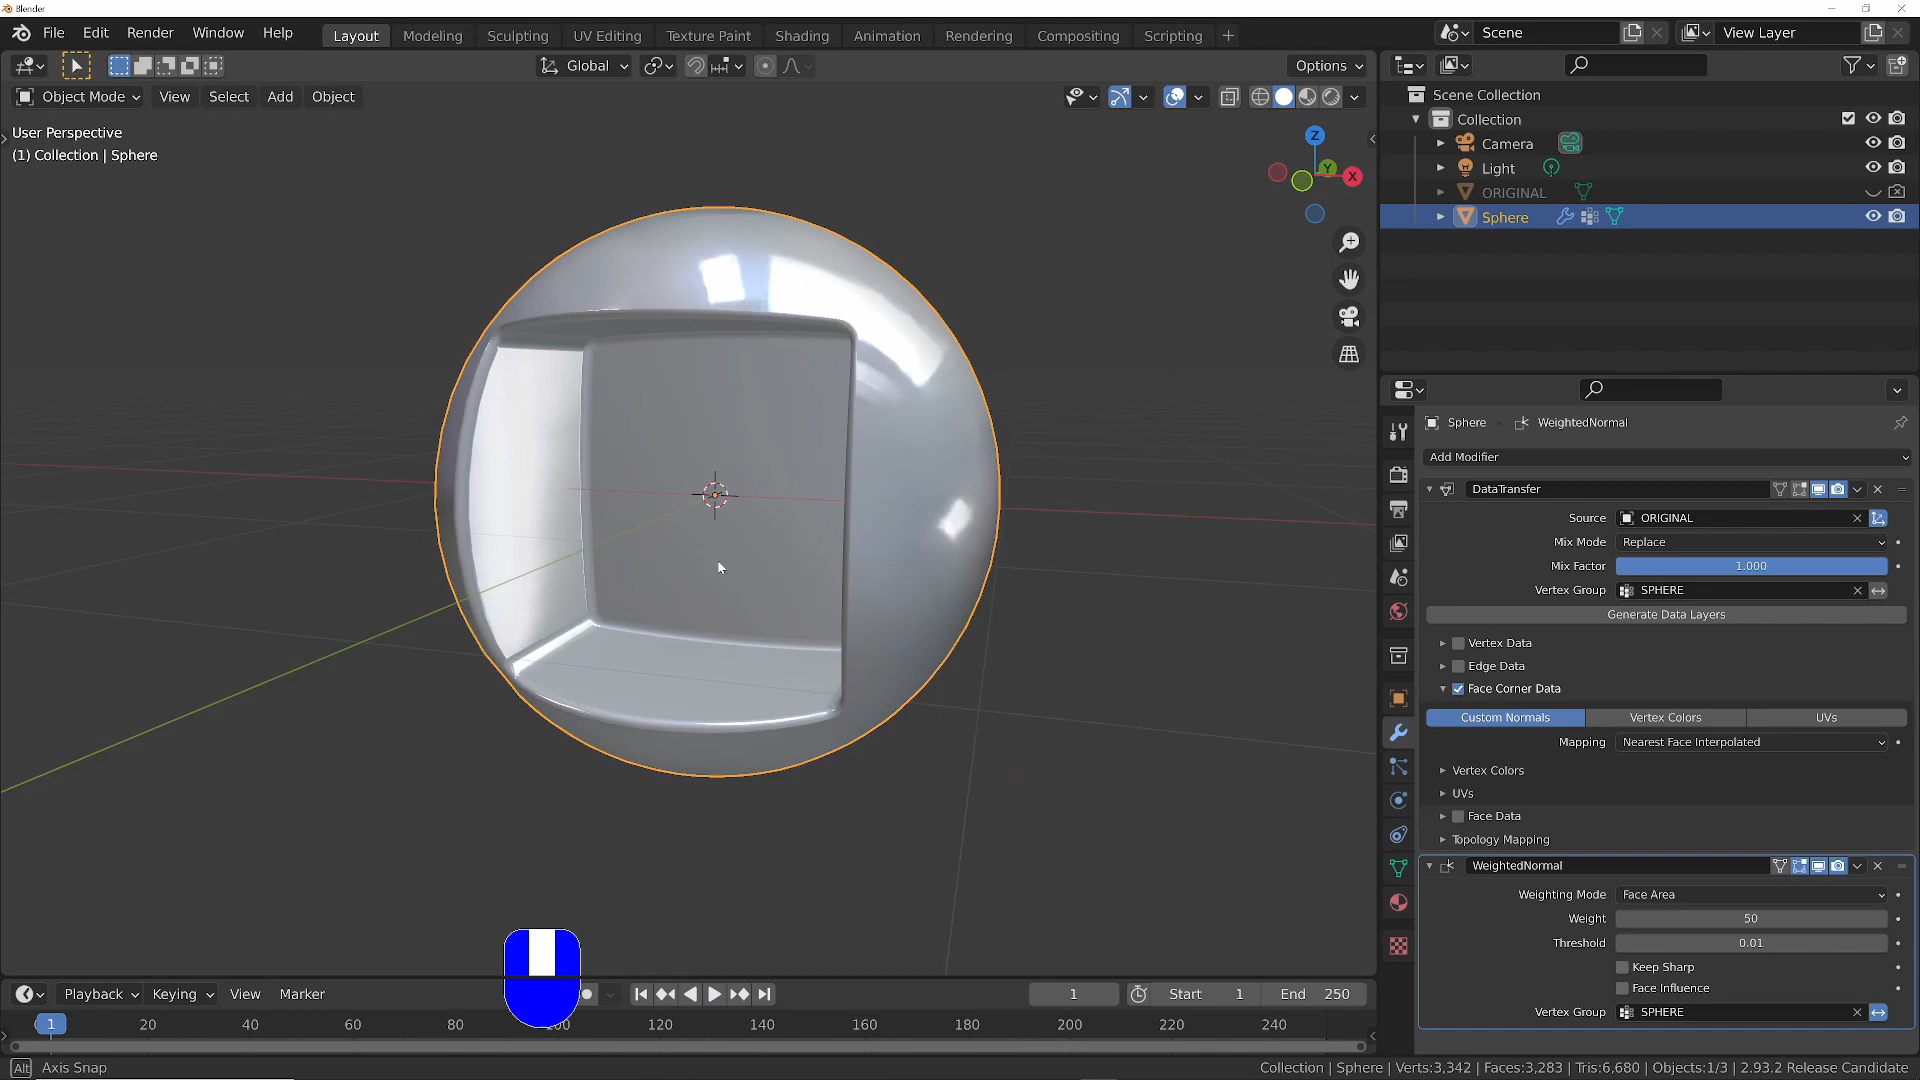 Blender
File Edit Render Window Help Layout Modeling Sculpting UV Editing Texture Paint Shading Animation Rendering Compositing Scripting + Scene View Layer
Global Options
Object Mode View Select Add Object
User Perspective
(1) Collection | Sphere
Z
Y
X
Scene Collection
Collection
Camera
Light
ORIGINAL
Sphere
Sphere WeightedNormal
Add Modifier
DataTransfer
Source ORIGINAL
Mix Mode Replace
Mix Factor 1.000
Vertex Group SPHERE
Generate Data Layers
Vertex Data
Edge Data
Face Corner Data
Custom Normals Vertex Colors UVs
Mapping Nearest Face Interpolated
Vertex Colors
UVs
Face Data
Topology Mapping
WeightedNormal
Weighting Mode Face Area
Weight 50
Threshold 0.01
Keep Sharp
Face Influence
Vertex Group SPHERE
Playback Keying View Marker 1 Start 1 End 250
1 20 40 60 80 100 120 140 160 180 200 220 240
Alt Axis Snap
Collection | Sphere | Verts:3,342 | Faces:3,283 | Tris:6,680 | Objects:1/3 | 2.93.2 Release Candidate